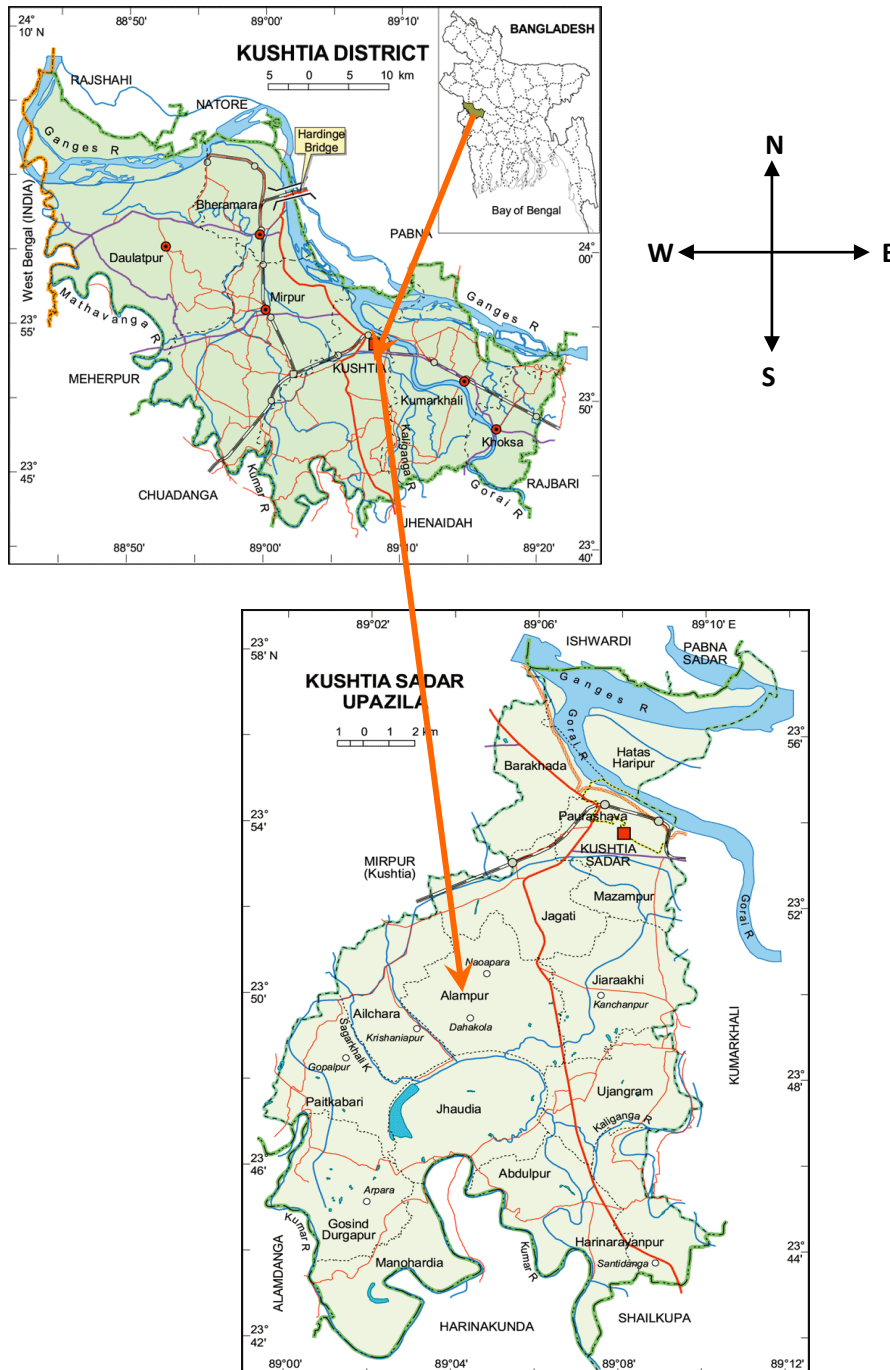 24°
10' N
88°50'
89°00'
89°10'
KUSHTIA DISTRICT
5 0 5 10 km
BANGLADESH
Bay of Bengal
RAJSHAHI
NATORE
Ganges R
Hardinge
Bridge
Bheramara
West Bengal (INDIA)
Daulatpur
PABNA
24°
00'
Mathavanga R
Mirpur
Ganges R
23°
55'
MEHERPUR
KUSHTIA
Kumarkhali
23°
50'
Kaliganga R
Khoksa
23°
45'
Kumar R
CHUADANGA
Gorai R
RAJBARI
JHENAIDAH
23°
40'
88°50'
89°00'
89°10'
89°20'
N
W
E
S
89°02'
89°06'
89°10' E
23°
58' N
ISHWARDI
PABNA
SADAR
KUSHTIA SADAR
UPAZILA
1 0 1 2 km
Ganges R
Gorai R
Hatas
Haripur
23°
56'
Barakhada
23°
54'
Paurashava
KUSHTIA
SADAR
MIRPUR
(Kushtia)
Mazampur
23°
52'
Jagati
Gorai R
Naoapara
Jiaraakhi
23°
50'
Alampur
Kanchanpur
Ailchara
Dahakola
Krishaniapur
Sagarkhali K
Gopalpur
KUMARKHALI
23°
48'
Ujangram
Paitkabari
Jhaudia
Kaliganga R
23°
46'
Abdulpur
Arpara
Gosind
Durgapur
Kumar R
Harinarayanpur
23°
44'
Manohardia
Kumar R
Santidanga
ALAMDANGA
23°
42'
HARINAKUNDA
SHAILKUPA
89°00'
89°04'
89°08'
89°12'